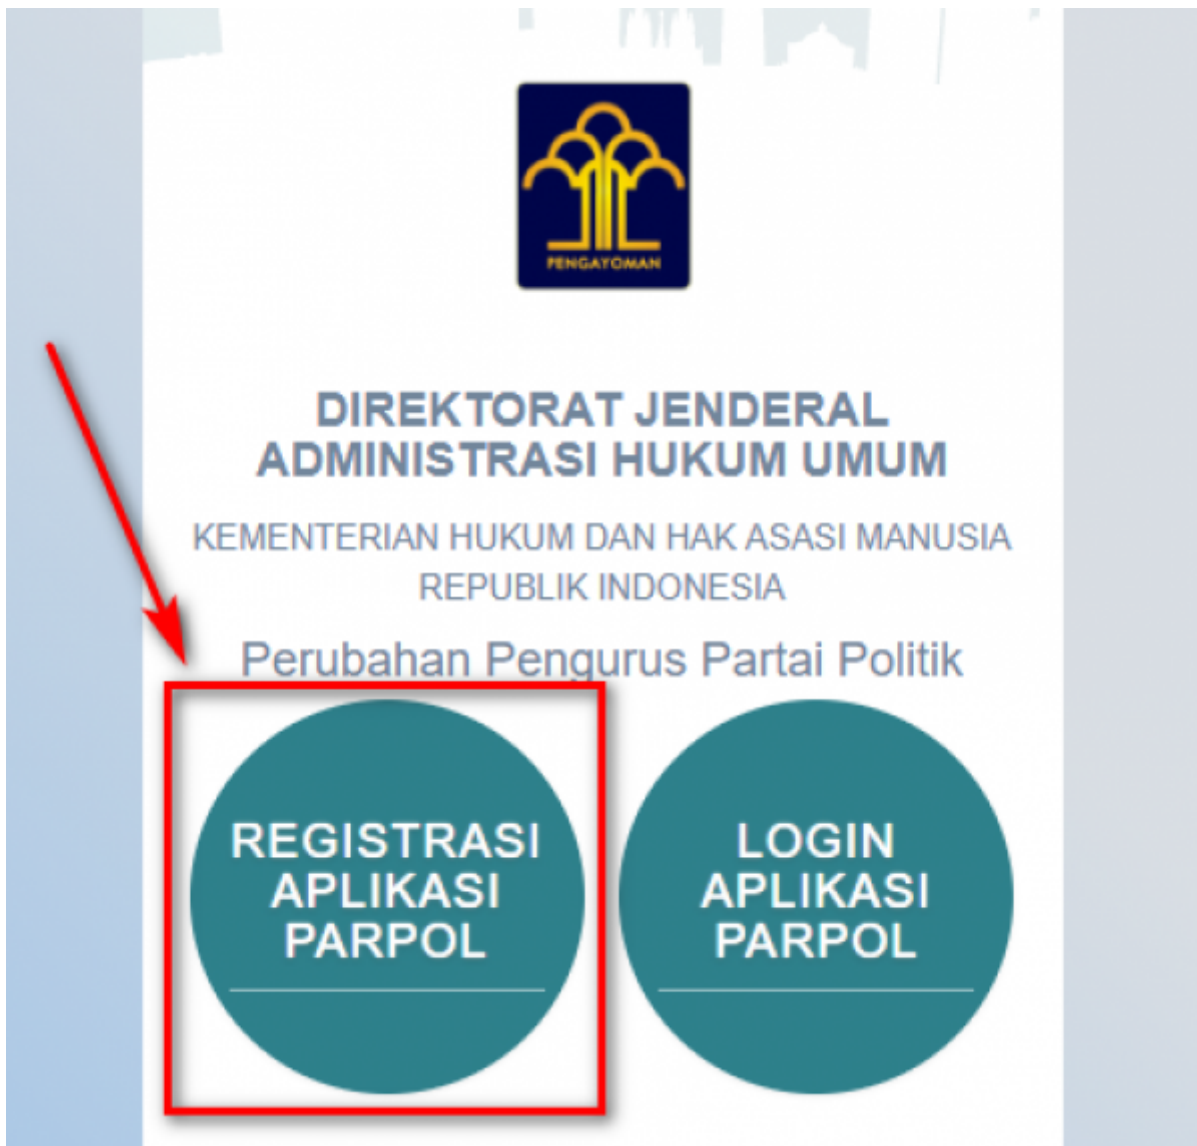 PENGAYOMAN
DIREKTORAT JENDERAL
ADMINISTRASI HUKUM UMUM
KEMENTERIAN HUKUM DAN HAK ASASI MANUSIA
REPUBLIK INDONESIA
Perubahan Pengurus Partai Politik
REGISTRASI
APLIKASI
PARPOL
LOGIN
APLIKASI
PARPOL